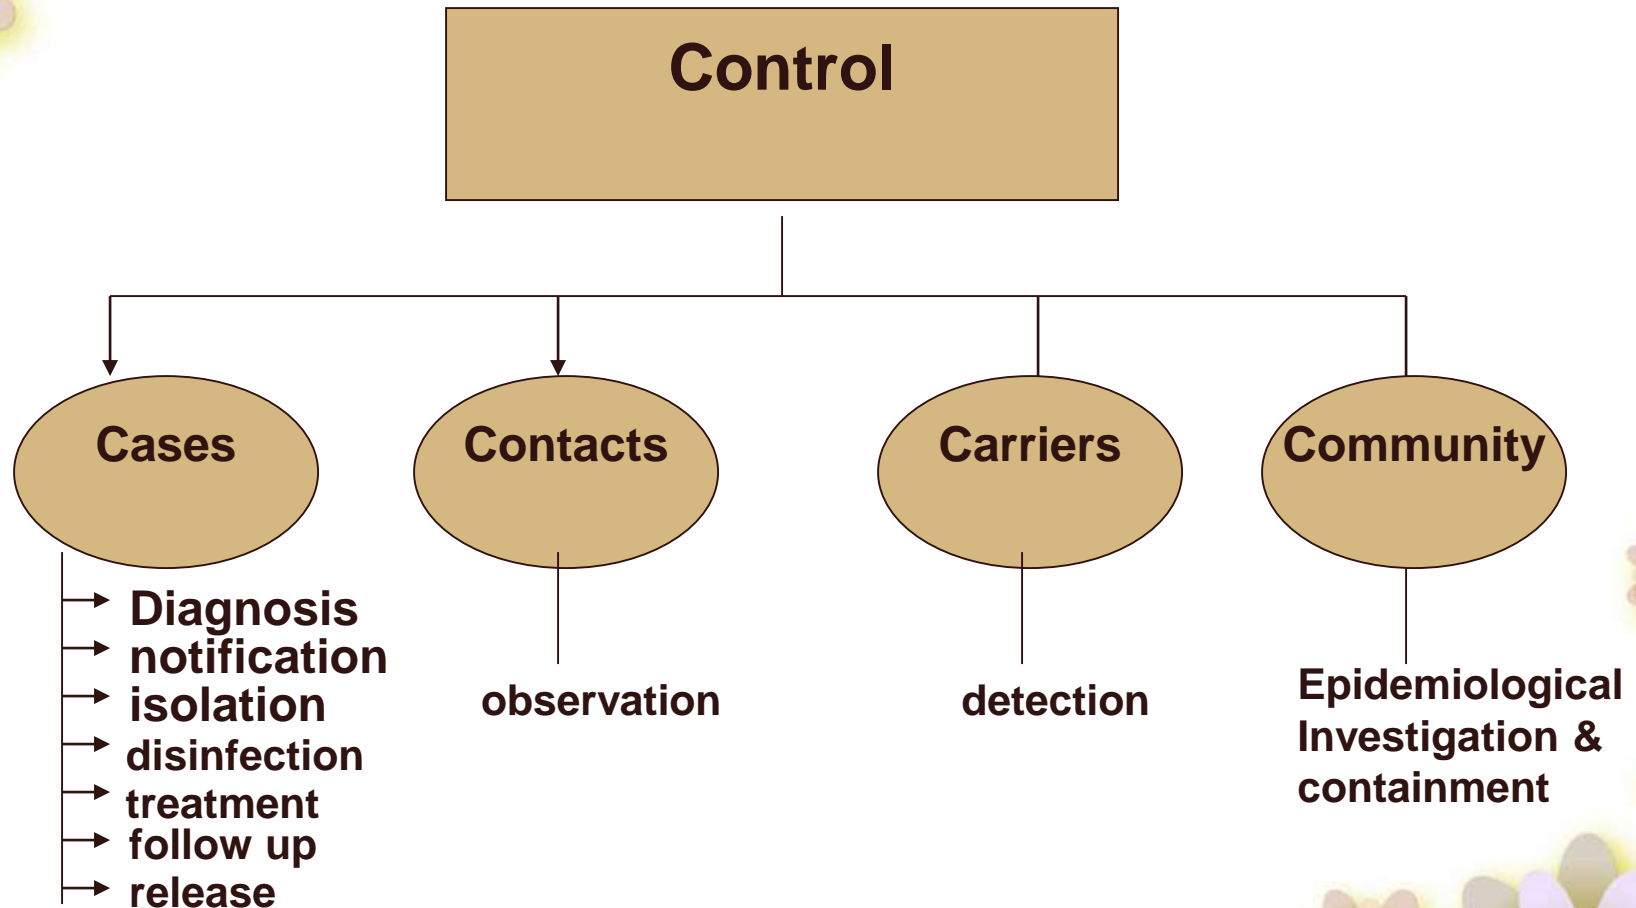 Control
Cases
Contacts
Carriers
Community
Diagnosis
notification
isolation
disinfection
treatment
follow up
release
observation
detection
Epidemiological
Investigation &
containment